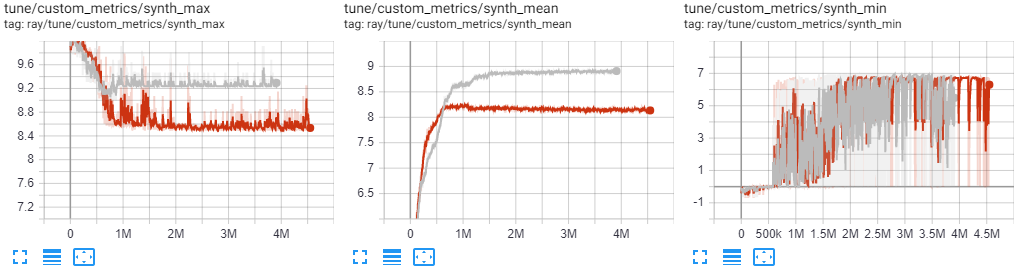 tune/custom_metrics/synth_max
tag: ray/tune/custom_metrics/synth_max
9.6
9.2
8.8
8.4
8
7.6
7.2
0 1M 2M 3M 4M
tune/custom_metrics/synth_mean
tag: ray/tune/custom_metrics/synth_mean
9
8.5
8
7.5
7
6.5
0 1M 2M 3M 4M
tune/custom_metrics/synth_min
tag: ray/tune/custom_metrics/synth_min
7
5
3
1
-1
0 500k 1M 1.5M 2M 2.5M 3M 3.5M 4M 4.5M